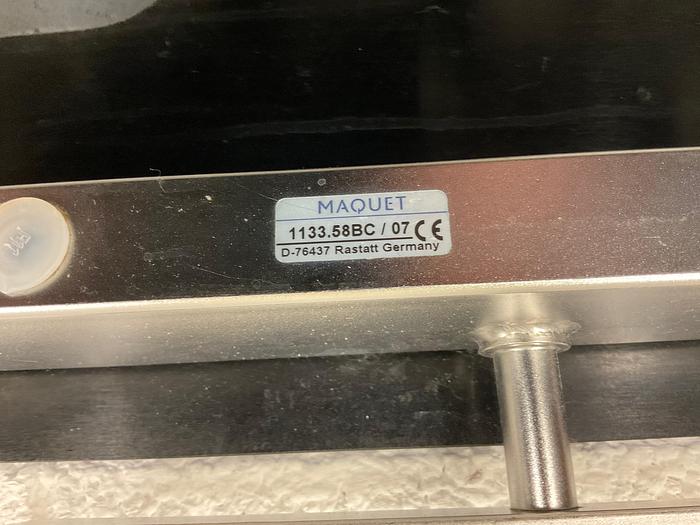 MAQUET
1133.58BC / 07 CE
D-76437 Rastatt Germany